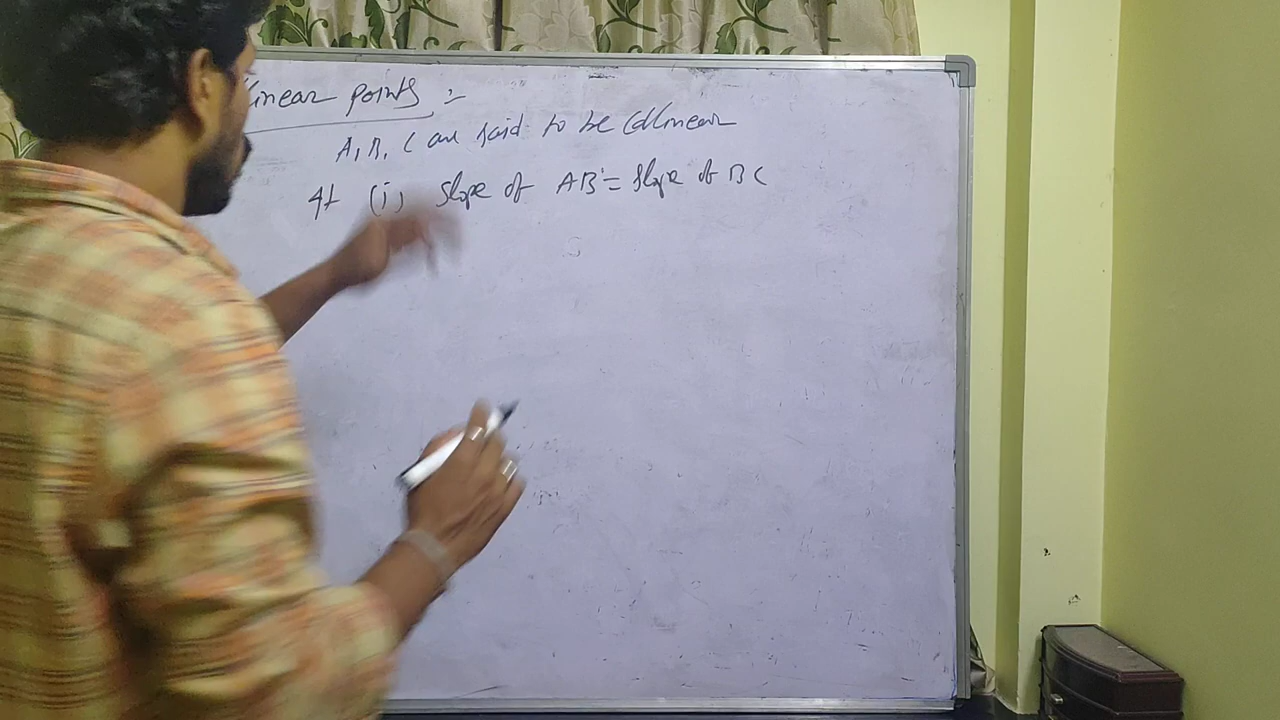 linear points :-
A, B, C are said to be Collinear
If (i) Slope of AB = Slope of BC